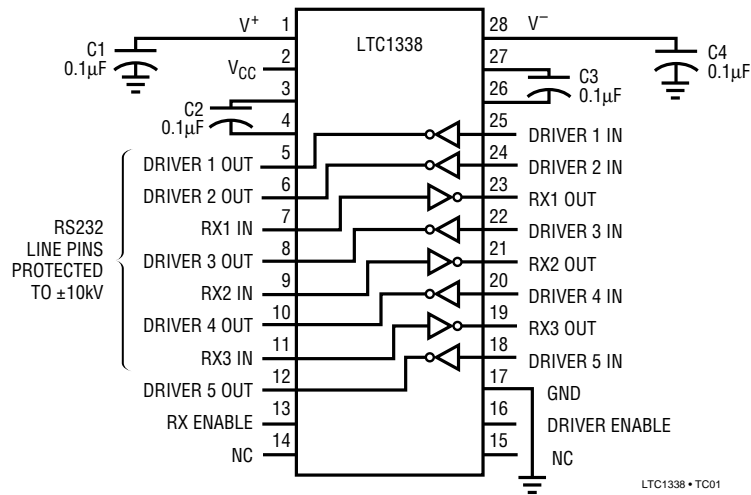 V+ 1 28 V−
LTC1338
C1
0.1µF
C4
0.1µF
VCC 2 27
C3
0.1µF
3 26
C2
0.1µF
4 25 DRIVER 1 IN
DRIVER 1 OUT 5 24 DRIVER 2 IN
DRIVER 2 OUT 6 23 RX1 OUT
RX1 IN 7 22 DRIVER 3 IN
DRIVER 3 OUT 8 21 RX2 OUT
RX2 IN 9 20 DRIVER 4 IN
DRIVER 4 OUT 10 19 RX3 OUT
RX3 IN 11 18 DRIVER 5 IN
RS232
LINE PINS
PROTECTED
TO ±10kV
DRIVER 5 OUT 12 17 GND
RX ENABLE 13 16 DRIVER ENABLE
NC 14 15 NC
LTC1338 • TC01